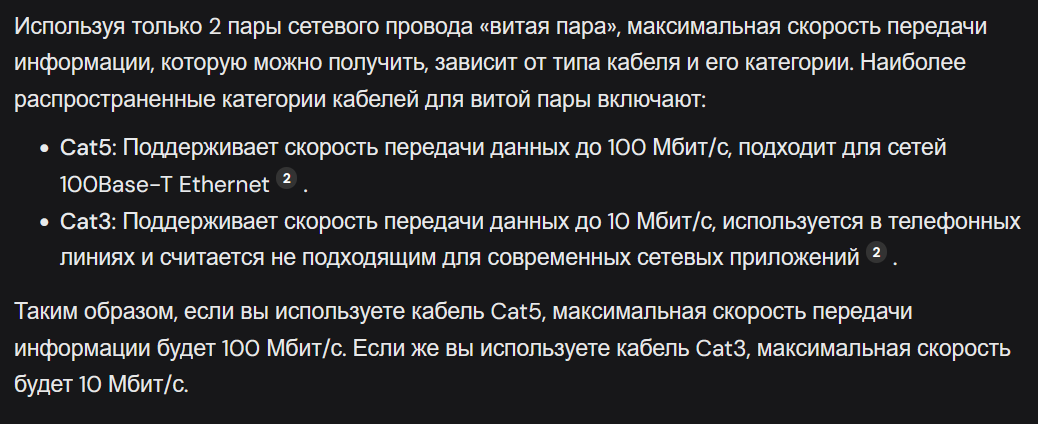 Используя только 2 пары сетевого провода «витая пара», максимальная скорость передачи
информации, которую можно получить, зависит от типа кабеля и его категории. Наиболее
распространенные категории кабелей для витой пары включают:
• Cat5: Поддерживает скорость передачи данных до 100 Мбит/с, подходит для сетей
100Base-T Ethernet 2 .
• Cat3: Поддерживает скорость передачи данных до 10 Мбит/с, используется в телефонных
линиях и считается не подходящим для современных сетевых приложений 2 .
Таким образом, если вы используете кабель Cat5, максимальная скорость передачи
информации будет 100 Мбит/с. Если же вы используете кабель Cat3, максимальная скорость
будет 10 Мбит/с.